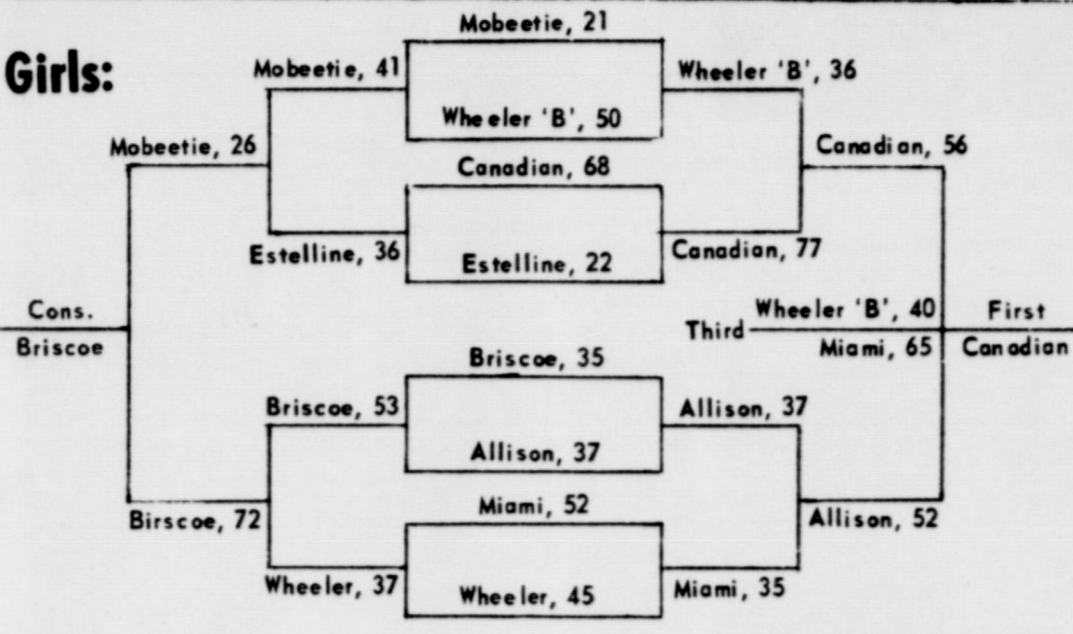 Girls:
Mobeetie, 21
Mobeetie, 41
Wheeler 'B', 36
Wheeler 'B', 50
Mobeetie, 26
Canadian, 56
Canadian, 68
Estelline, 36
Canadian, 77
Estelline, 22
Cons.
Briscoe
Third
Wheeler 'B', 40
Miami, 65
First
Canadian
Briscoe, 35
Briscoe, 53
Allison, 37
Allison, 37
Miami, 52
Birscoe, 72
Allison, 52
Wheeler, 37
Wheeler, 45
Miami, 35